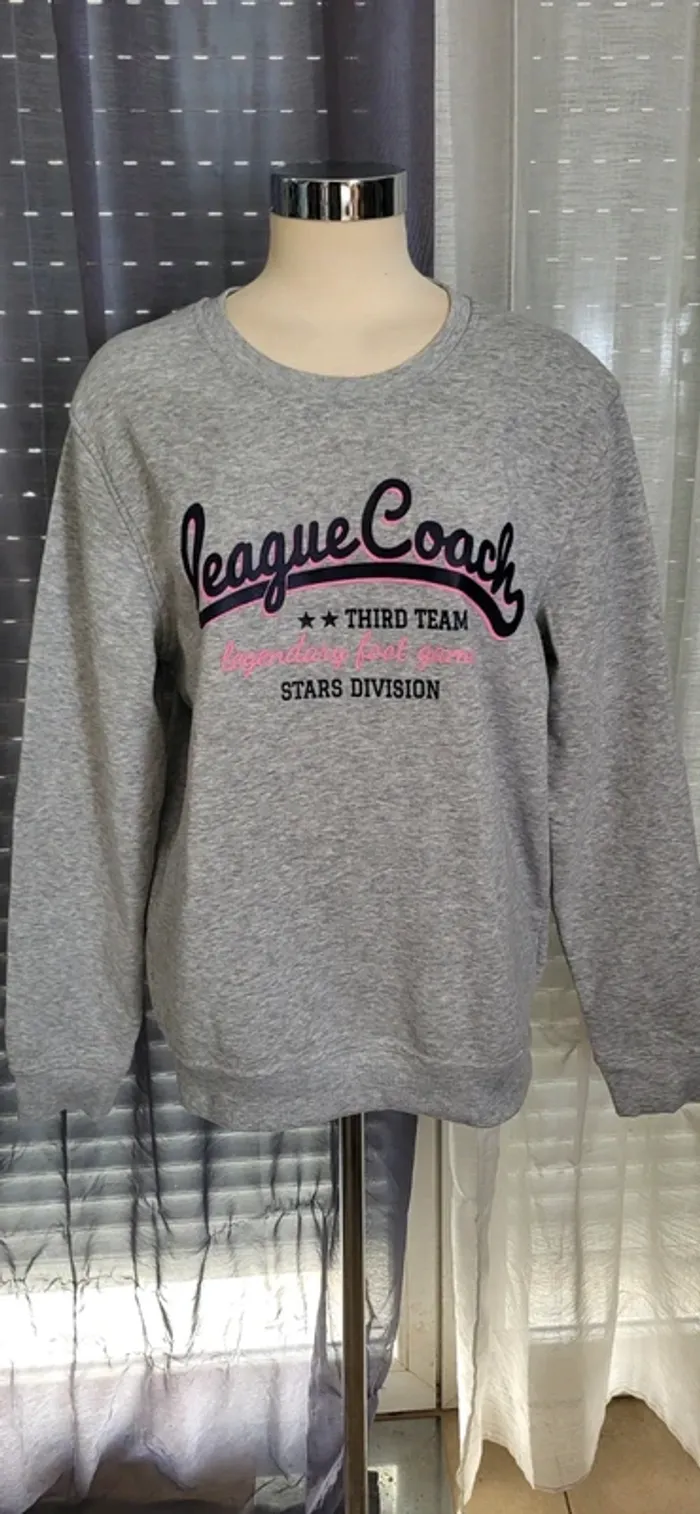 League Coach
★★ THIRD TEAM
legendary foot game
STARS DIVISION